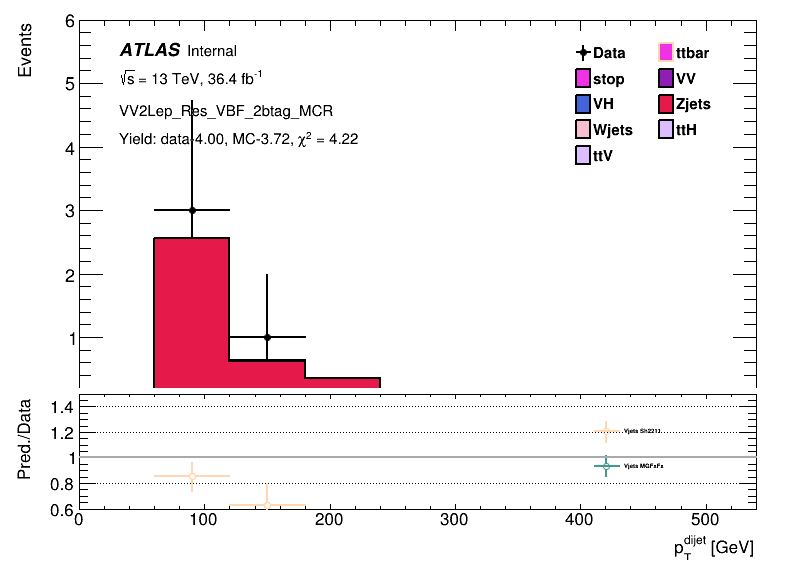 Events
6
5
4
3
2
1
ATLAS Internal
√s = 13 TeV, 36.4 fb⁻¹
VV2Lep_Res_VBF_2btag_MCR
Yield: data-4.00, MC-3.72, χ² = 4.22
Data
ttbar
stop
VV
VH
Zjets
Wjets
ttH
ttV
Pred./Data
1.4
1.2
1
0.8
0.6
Vjets Sh2211
Vjets MGFxFx
0 100 200 300 400 500
p_T^dijet [GeV]